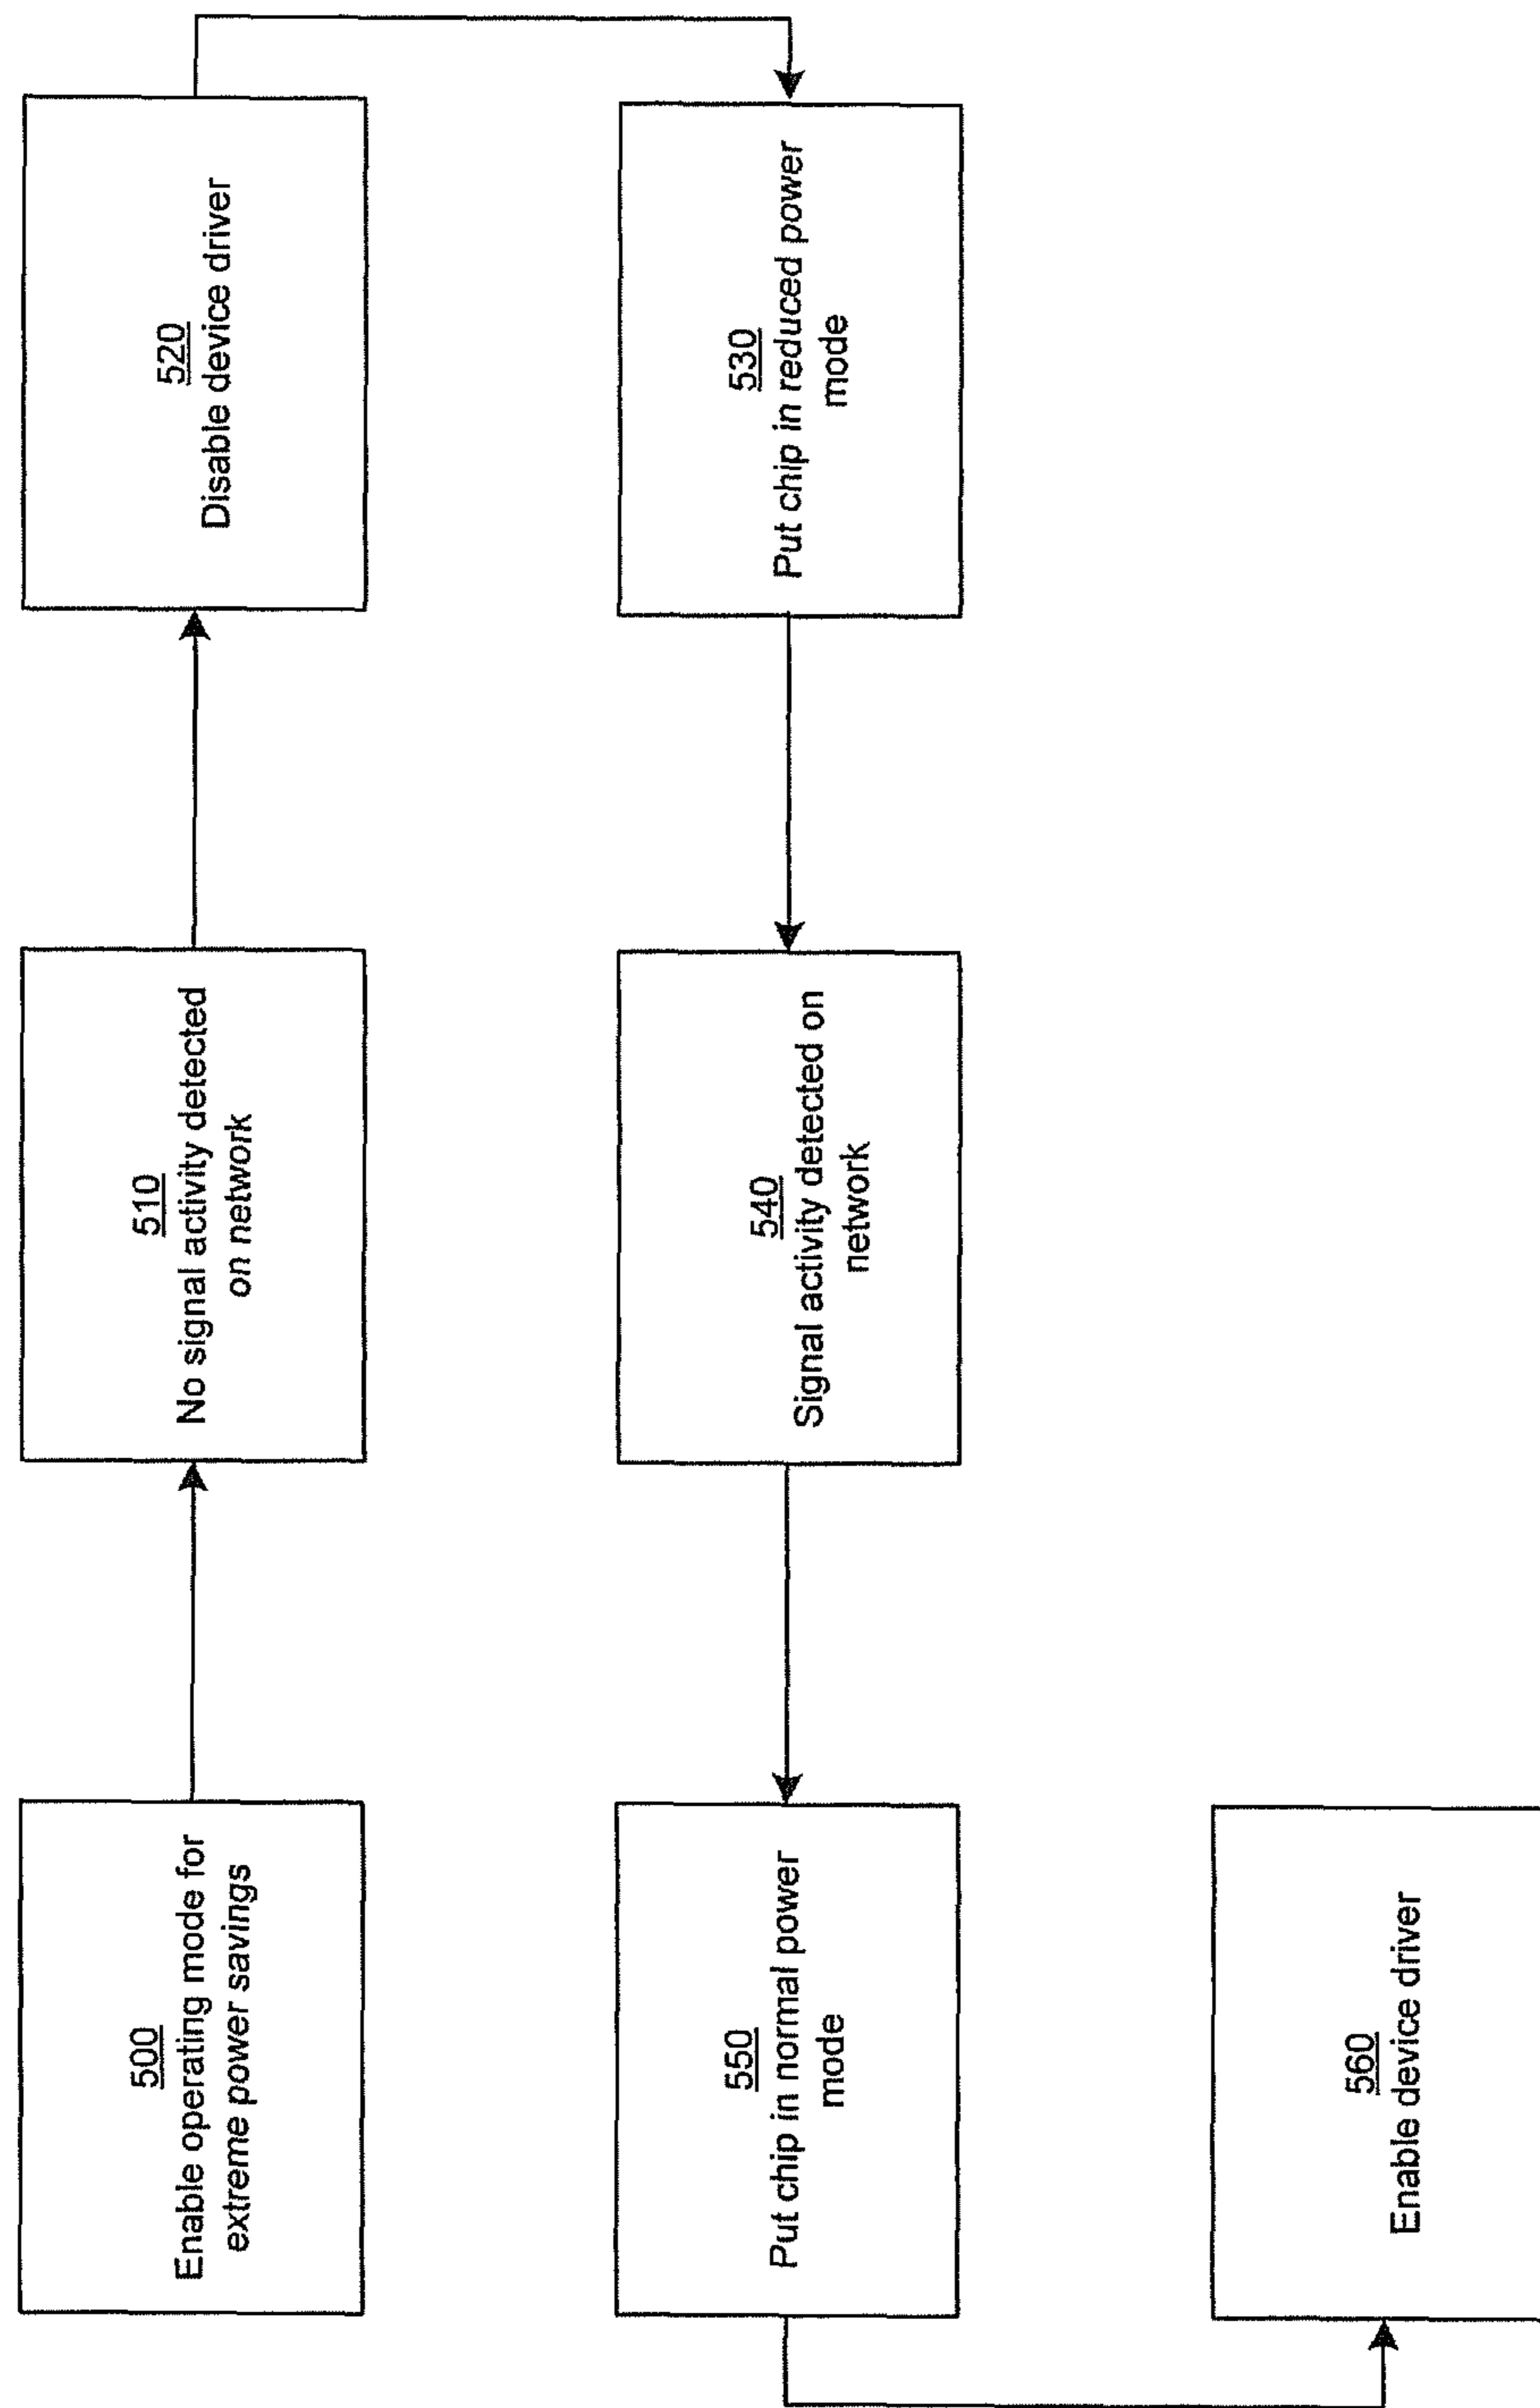 500
Enable operating mode for
extreme power savings
510
No signal activity detected
on network
520
Disable device driver
530
Put chip in reduced power
mode
540
Signal activity detected on
network
550
Put chip in normal power
mode
560
Enable device driver